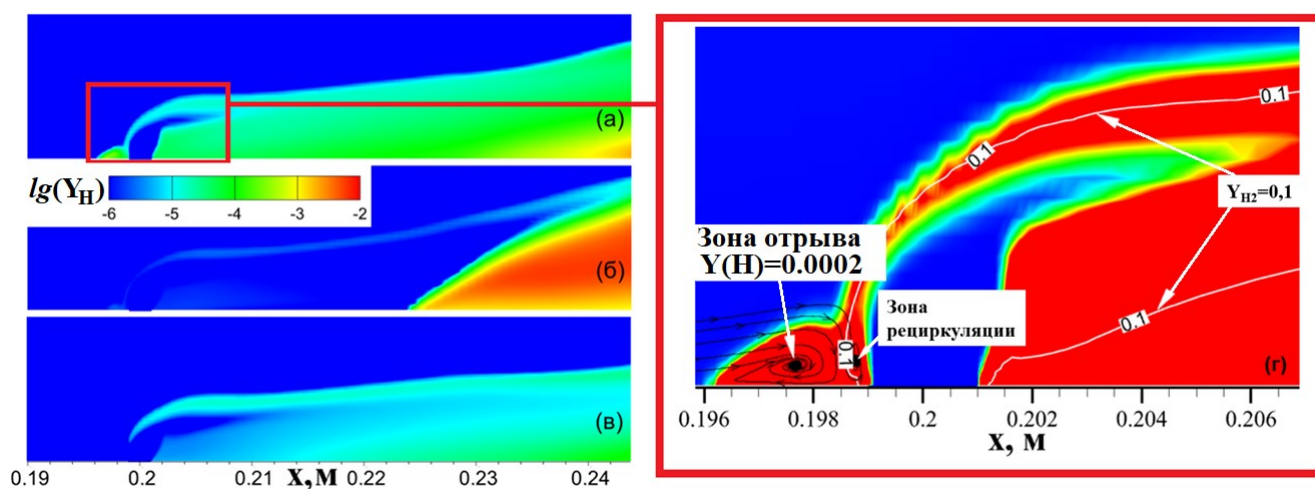 (а)
lg(Y_H)
-6 -5 -4 -3 -2
(б)
(в)
0.19 0.2 0.21 х,м 0.22 0.23 0.24
0.1
0.1
Y_H2=0,1
Зона отрыва
Y(H)=0.0002
Зона
рециркуляции
0.1
0.1
(г)
0.196 0.198 0.2 0.202 0.204 0.206
х, м